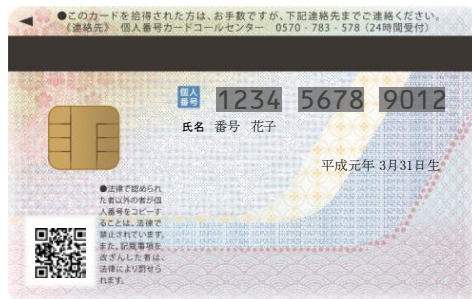 ●このカードを拾得された方は、お手数ですが、下記連絡先までご連絡ください。
《連絡先》 個人番号カードコールセンター 0570‐783‐578（24時間受付）
個人番号 1234 5678 9012
氏名 番号 花子
平成元年 3月31日生
●法律で認められ
た者以外の者が個
人番号をコピーす
ることは、法律で
禁止されています。
また、記載事項を
改ざんした者は、
法律により罰せら
れます。